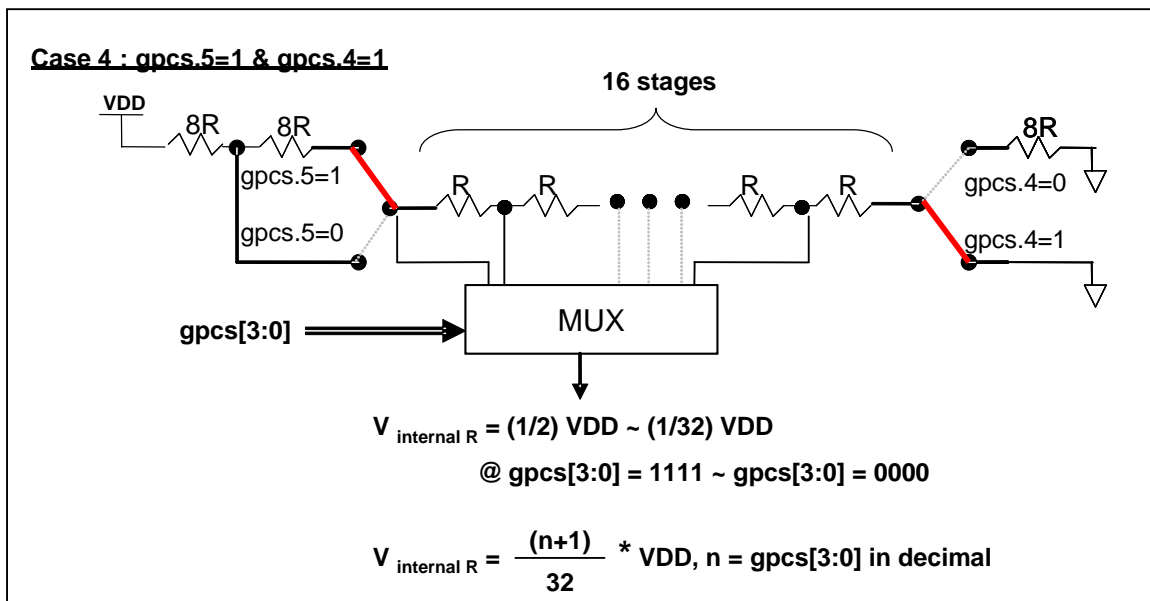 Case 4 : gpcs.5=1 & gpcs.4=1
16 stages
VDD
8R
8R
8R
gpcs.5=1
R
R
R
R
gpcs.4=0
gpcs.5=0
gpcs.4=1
MUX
gpcs[3:0]
V internal R = (1/2) VDD ~ (1/32) VDD
@ gpcs[3:0] = 1111 ~ gpcs[3:0] = 0000
V internal R = (n+1) / 32 * VDD, n = gpcs[3:0] in decimal